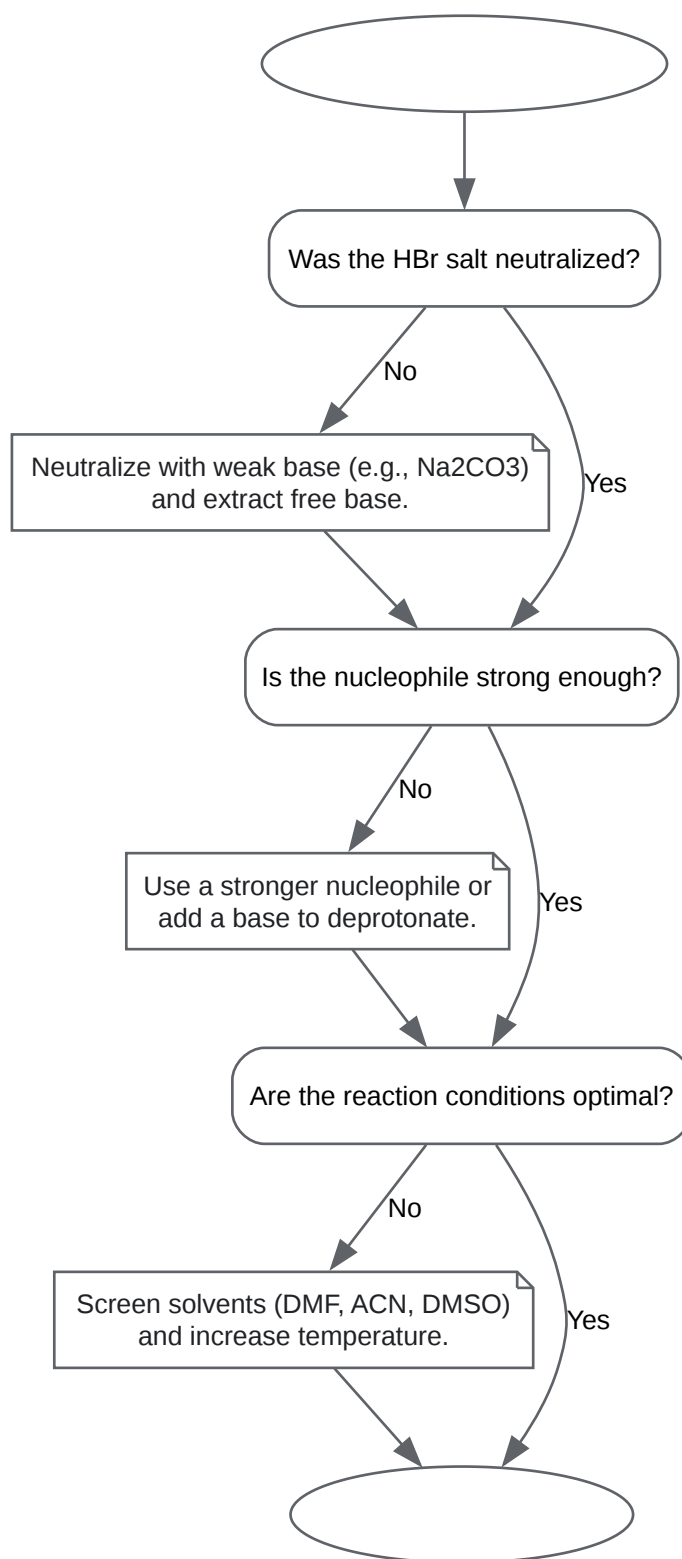 Was the HBr salt neutralized?
No
Neutralize with weak base (e.g., Na2CO3)
and extract free base.
Yes
Is the nucleophile strong enough?
No
Use a stronger nucleophile or
add a base to deprotonate.
Yes
Are the reaction conditions optimal?
No
Screen solvents (DMF, ACN, DMSO)
and increase temperature.
Yes